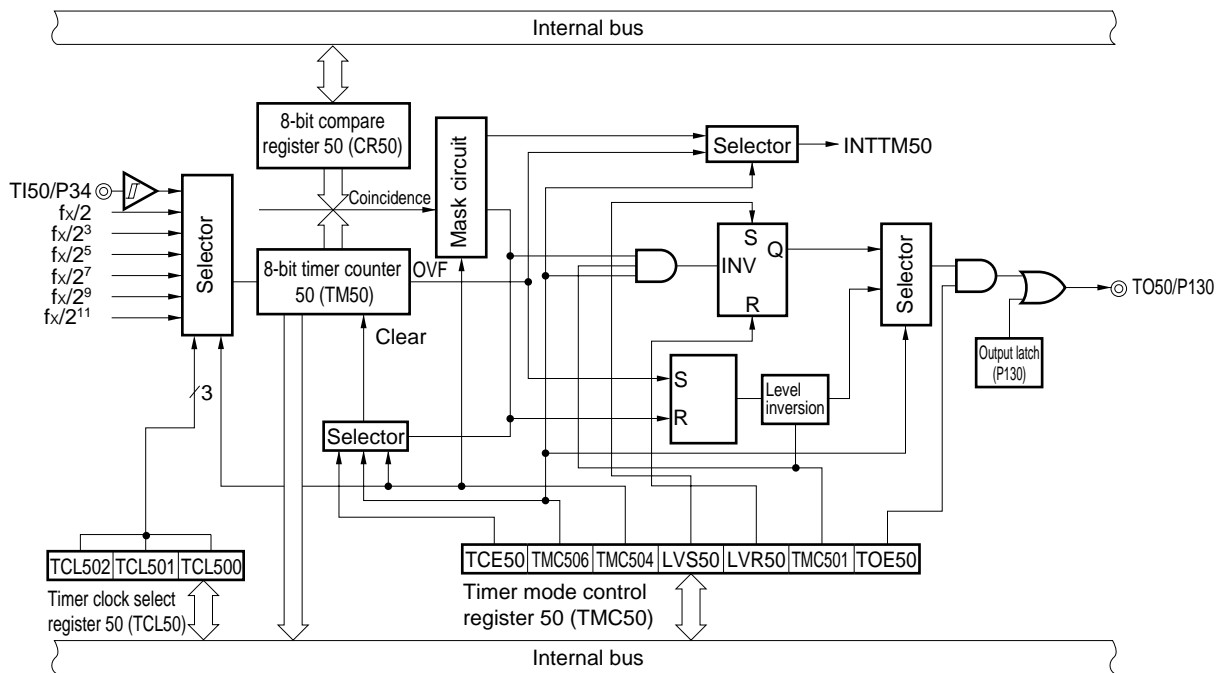 Internal bus
8-bit compare
register 50 (CR50)
Mask circuit
Selector
INTTM50
TI50/P34
fX/2
fX/2³
fX/2⁵
fX/2⁷
fX/2⁹
fX/2¹¹
Selector
Coincidence
8-bit timer counter
50 (TM50)
OVF
Clear
S
INV
Q
R
Selector
TO50/P130
Output latch
(P130)
S
R
Level
inversion
3
Selector
TCL502 TCL501 TCL500
Timer clock select
register 50 (TCL50)
TCE50 TMC506 TMC504 LVS50 LVR50 TMC501 TOE50
Timer mode control
register 50 (TMC50)
Internal bus